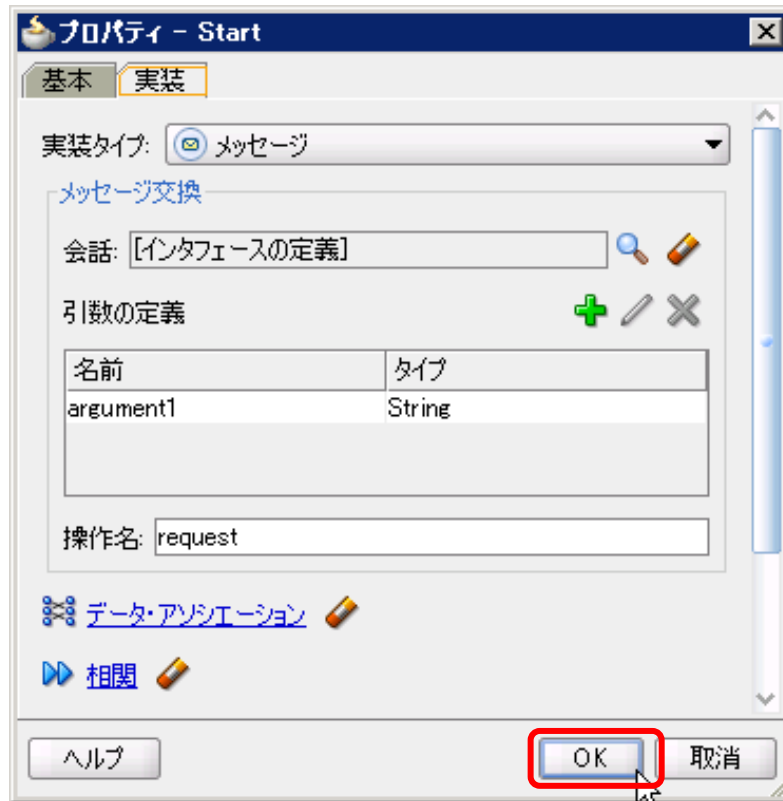 プロパティ - Start
基本 実装
実装タイプ: メッセージ
メッセージ交換
会話: [インタフェースの定義]
引数の定義
名前 タイプ
argument1 String
操作名: request
データ・アソシエーション
相関
ヘルプ OK 取消